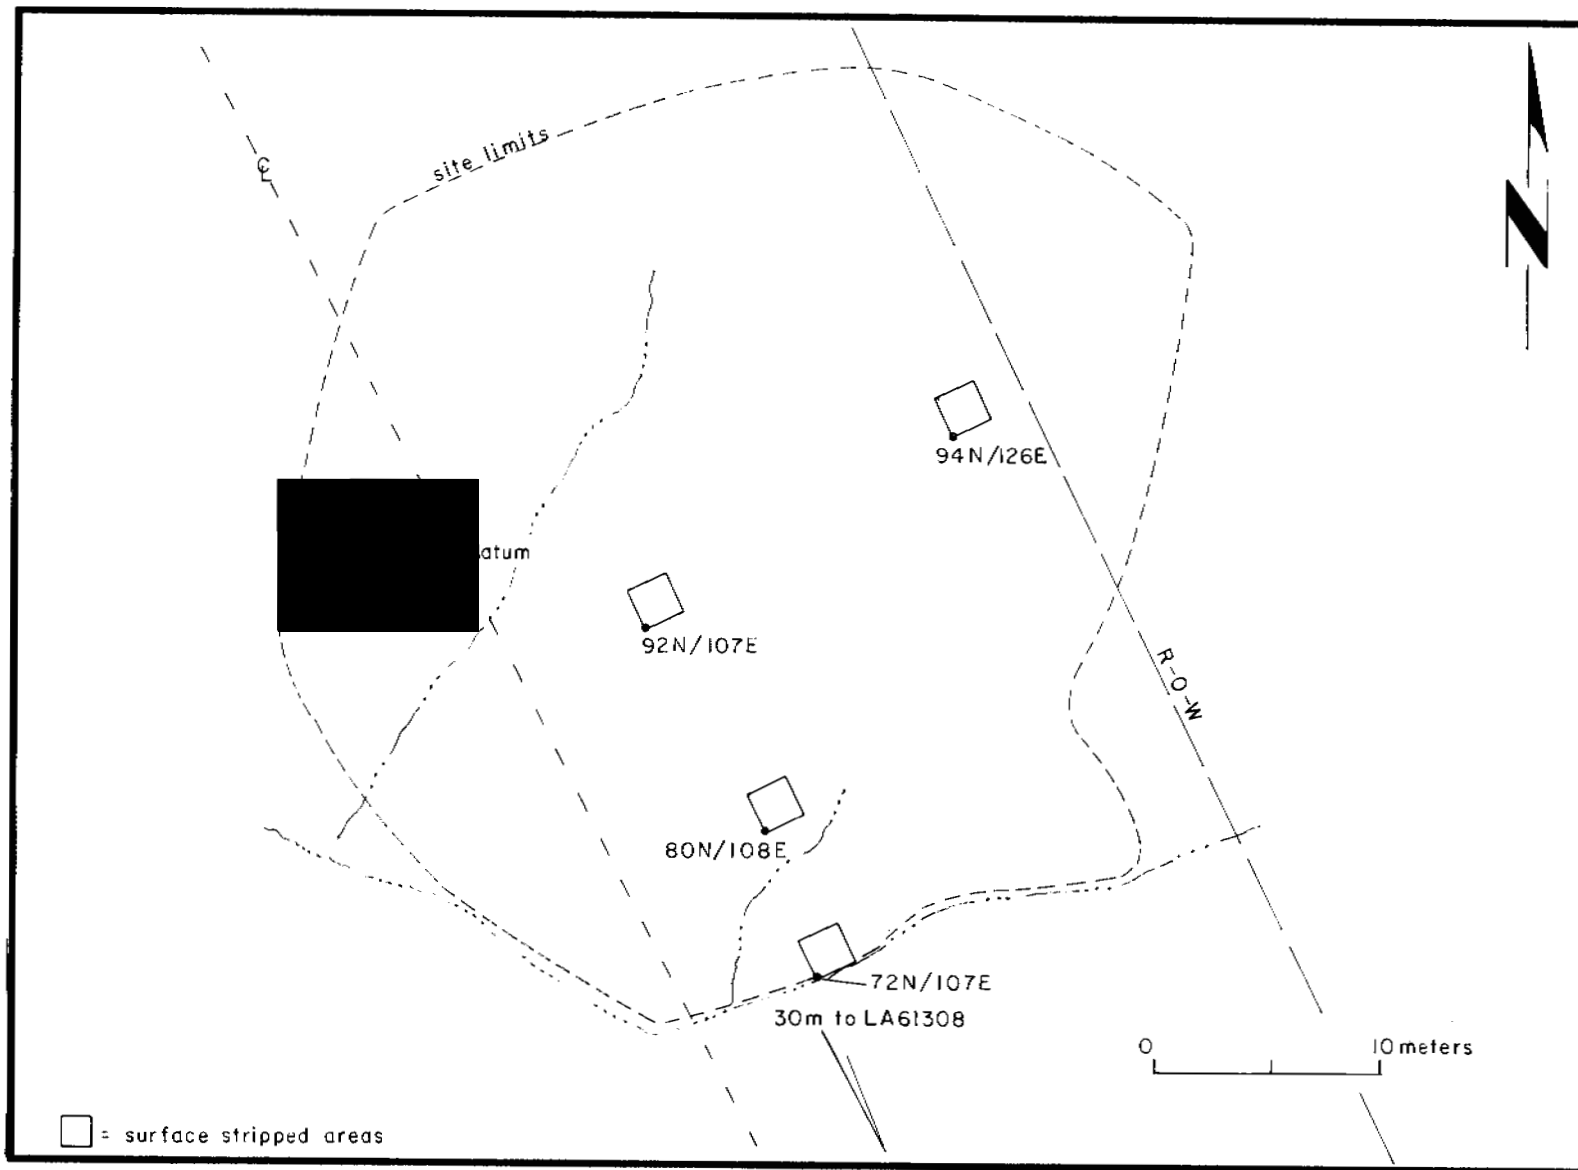 site limits
℄
N
94N/126E
atum
92N/107E
R-O-W
80N/108E
72N/107E
30m to LA61308
0 10 meters
= surface stripped areas